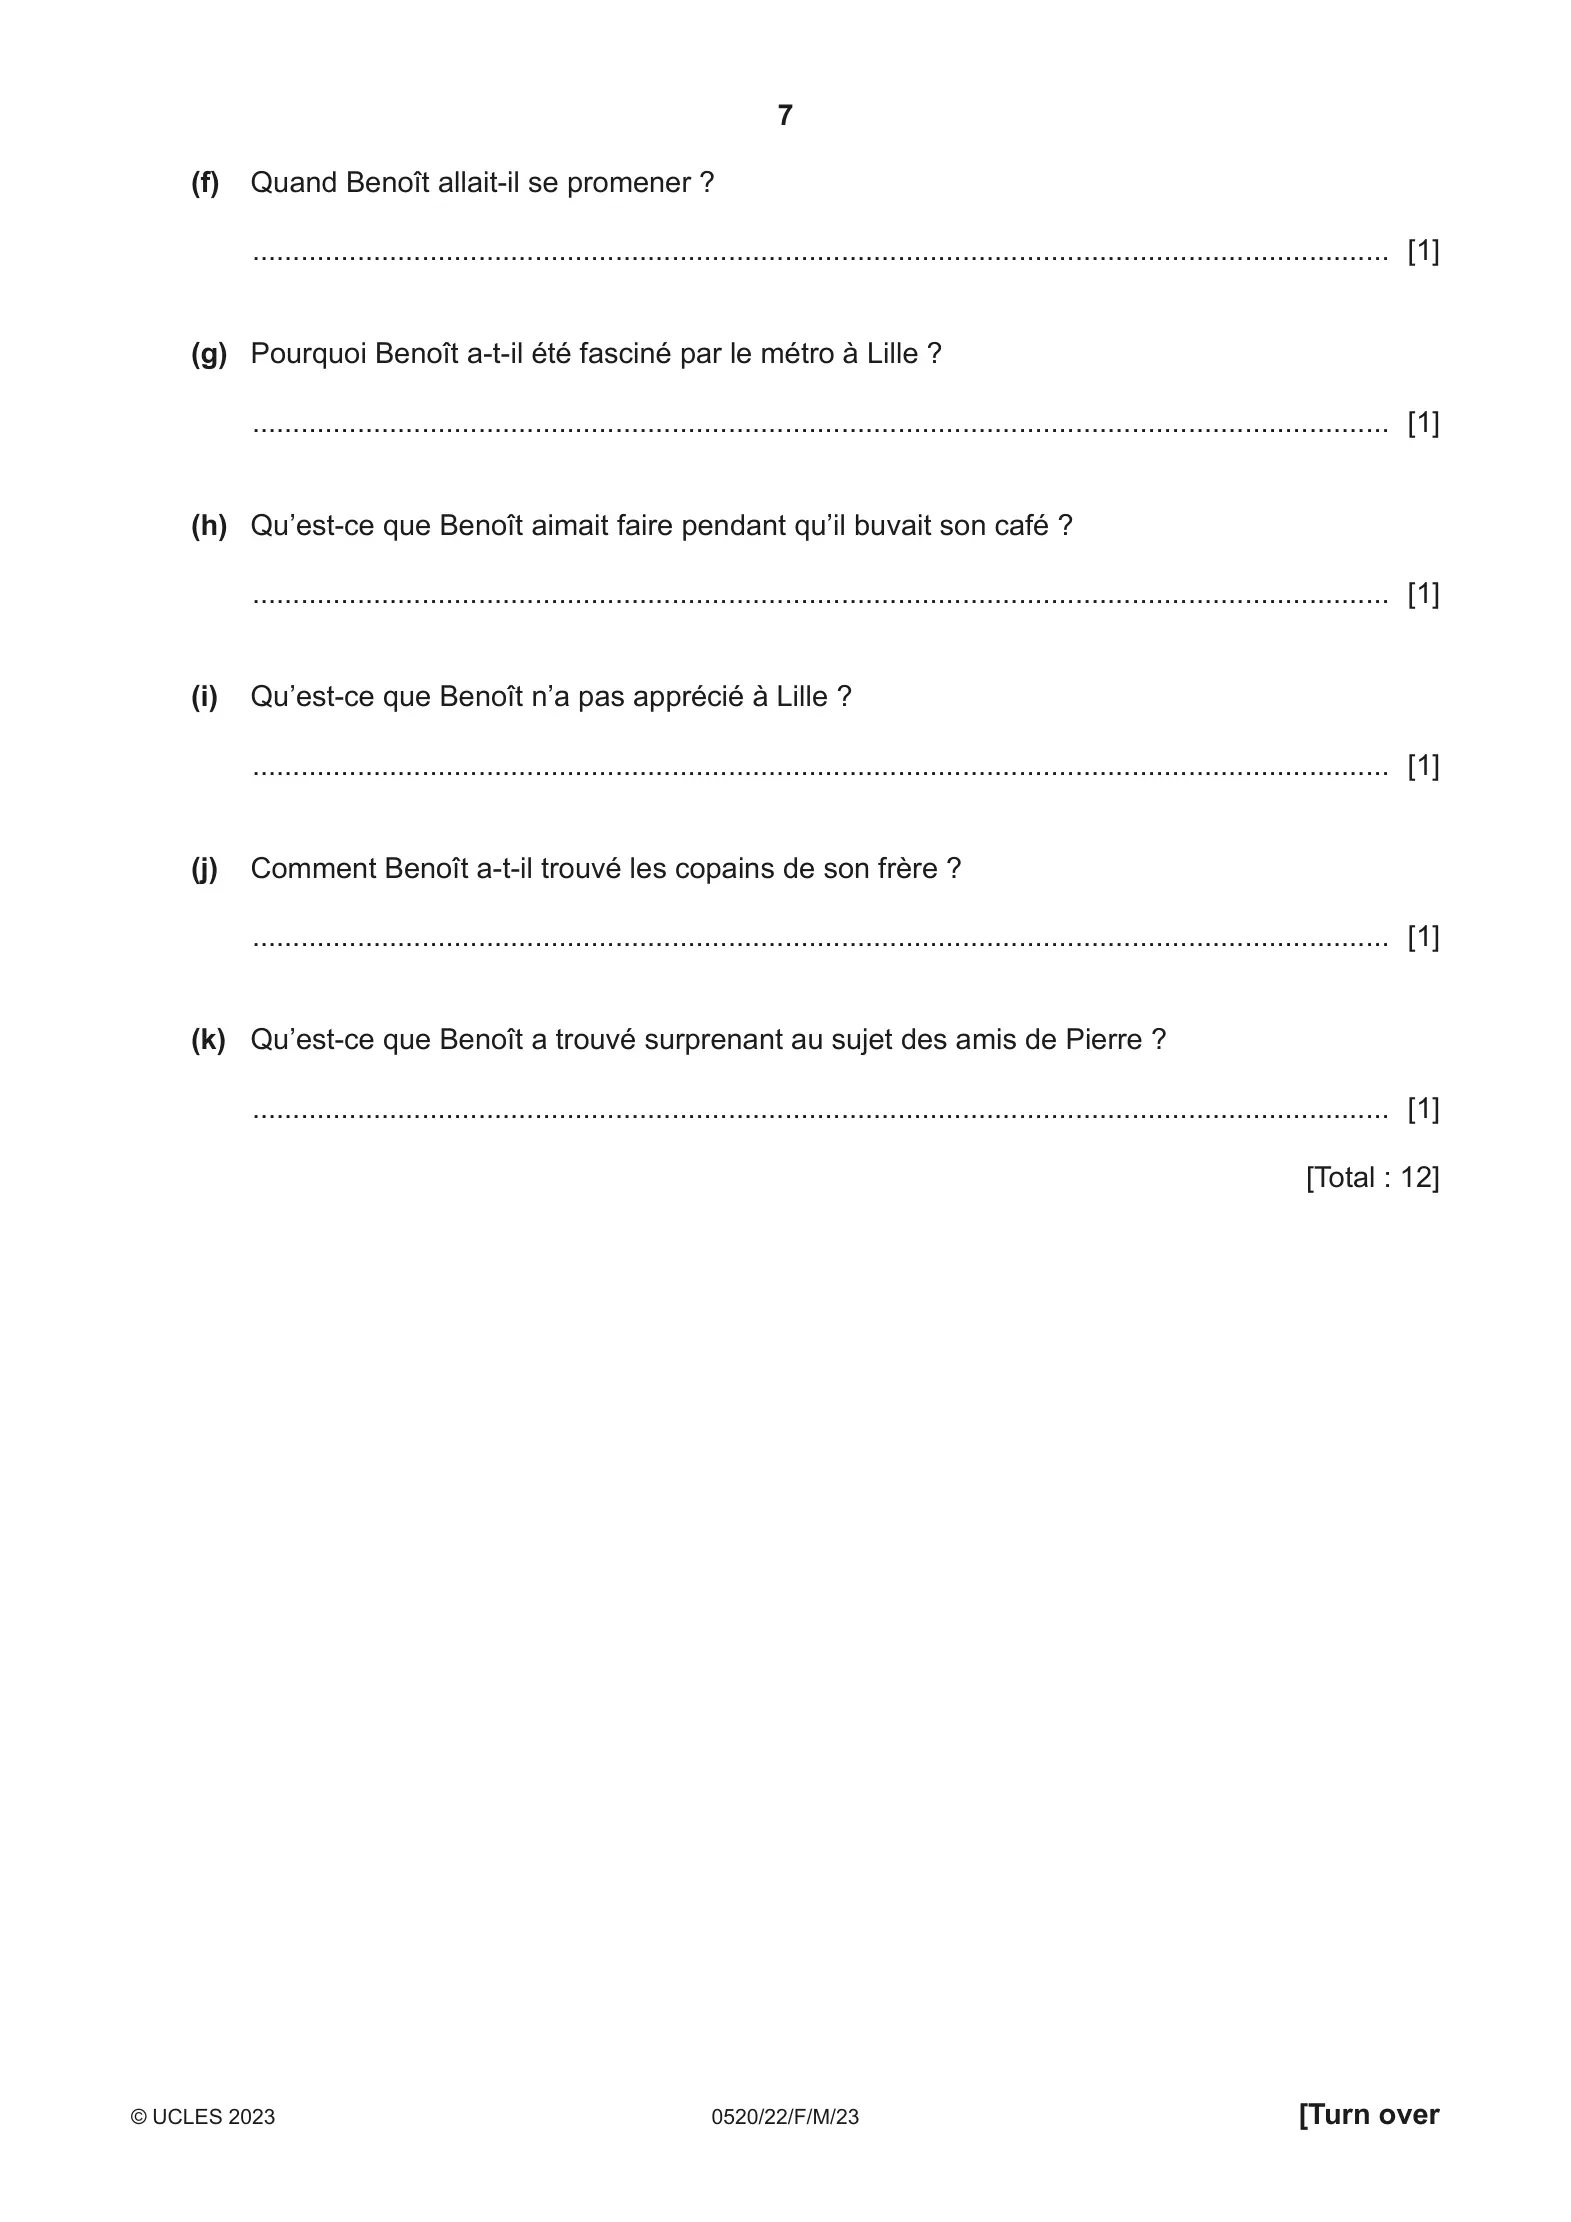 7
(f) Quand Benoît allait-il se promener ?
.............................................................................................................................................. [1]
(g) Pourquoi Benoît a-t-il été fasciné par le métro à Lille ?
.............................................................................................................................................. [1]
(h) Qu’est-ce que Benoît aimait faire pendant qu’il buvait son café ?
.............................................................................................................................................. [1]
(i) Qu’est-ce que Benoît n’a pas apprécié à Lille ?
.............................................................................................................................................. [1]
(j) Comment Benoît a-t-il trouvé les copains de son frère ?
.............................................................................................................................................. [1]
(k) Qu’est-ce que Benoît a trouvé surprenant au sujet des amis de Pierre ?
.............................................................................................................................................. [1]
[Total : 12]
© UCLES 2023 0520/22/F/M/23 [Turn over